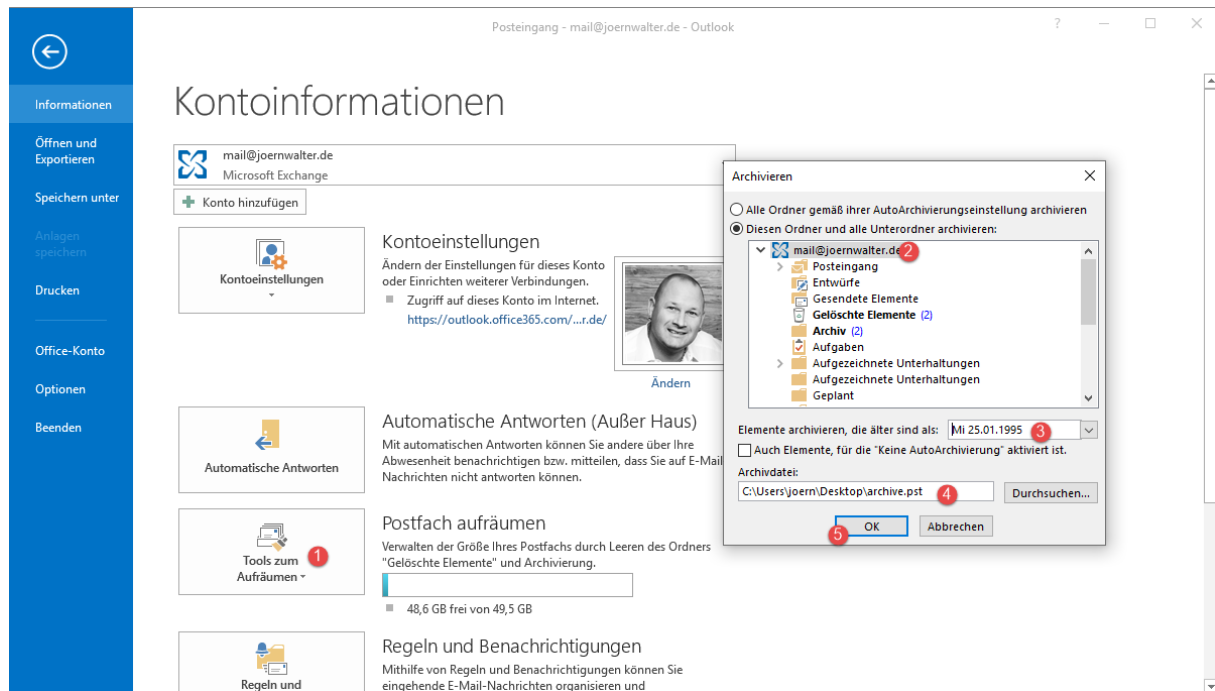 Posteingang - mail@joernwalter.de - Outlook
?
Informationen
Öffnen und
Exportieren
Speichern unter
Anlagen
speichern
Drucken
Office-Konto
Optionen
Beenden
Kontoinformationen
mail@joernwalter.de
Microsoft Exchange
Konto hinzufügen
Kontoeinstellungen
Kontoeinstellungen
Ändern der Einstellungen für dieses Konto
oder Einrichten weiterer Verbindungen.
Zugriff auf dieses Konto im Internet.
https://outlook.office365.com/...r.de/
Ändern
Automatische Antworten
Automatische Antworten (Außer Haus)
Mit automatischen Antworten können Sie andere über Ihre
Abwesenheit benachrichtigen bzw. mitteilen, dass Sie auf E-Mail
Nachrichten nicht antworten können.
Tools zum
Aufräumen
1
Postfach aufräumen
Verwalten der Größe Ihres Postfachs durch Leeren des Ordners
"Gelöschte Elemente" und Archivierung.
48,6 GB frei von 49,5 GB
Regeln und
Regeln und Benachrichtigungen
Mithilfe von Regeln und Benachrichtigungen können Sie
eingehende E-Mail-Nachrichten organisieren und
Archivieren
Alle Ordner gemäß ihrer AutoArchivierungseinstellung archivieren
Diesen Ordner und alle Unterordner archivieren:
mail@joernwalter.de 2
Posteingang
Entwürfe
Gesendete Elemente
Gelöschte Elemente (2)
Archiv (2)
Aufgaben
Aufgezeichnete Unterhaltungen
Aufgezeichnete Unterhaltungen
Geplant
Elemente archivieren, die älter sind als: Mi 25.01.1995 3
Auch Elemente, für die "Keine AutoArchivierung" aktiviert ist.
Archivdatei:
C:\Users\joern\Desktop\archive.pst 4 Durchsuchen...
5 OK Abbrechen